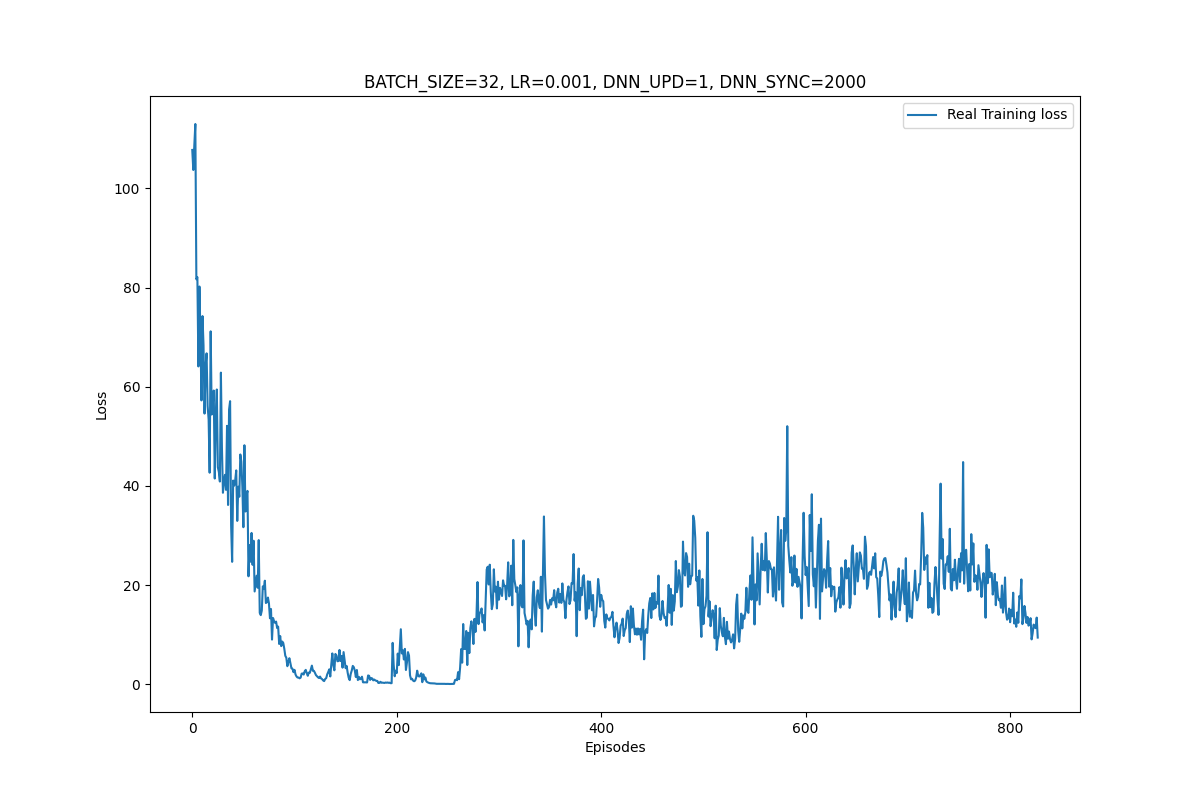 BATCH_SIZE=32, LR=0.001, DNN_UPD=1, DNN_SYNC=2000
Real Training loss
100
80
60
40
20
0
Loss
0 200 400 600 800
Episodes